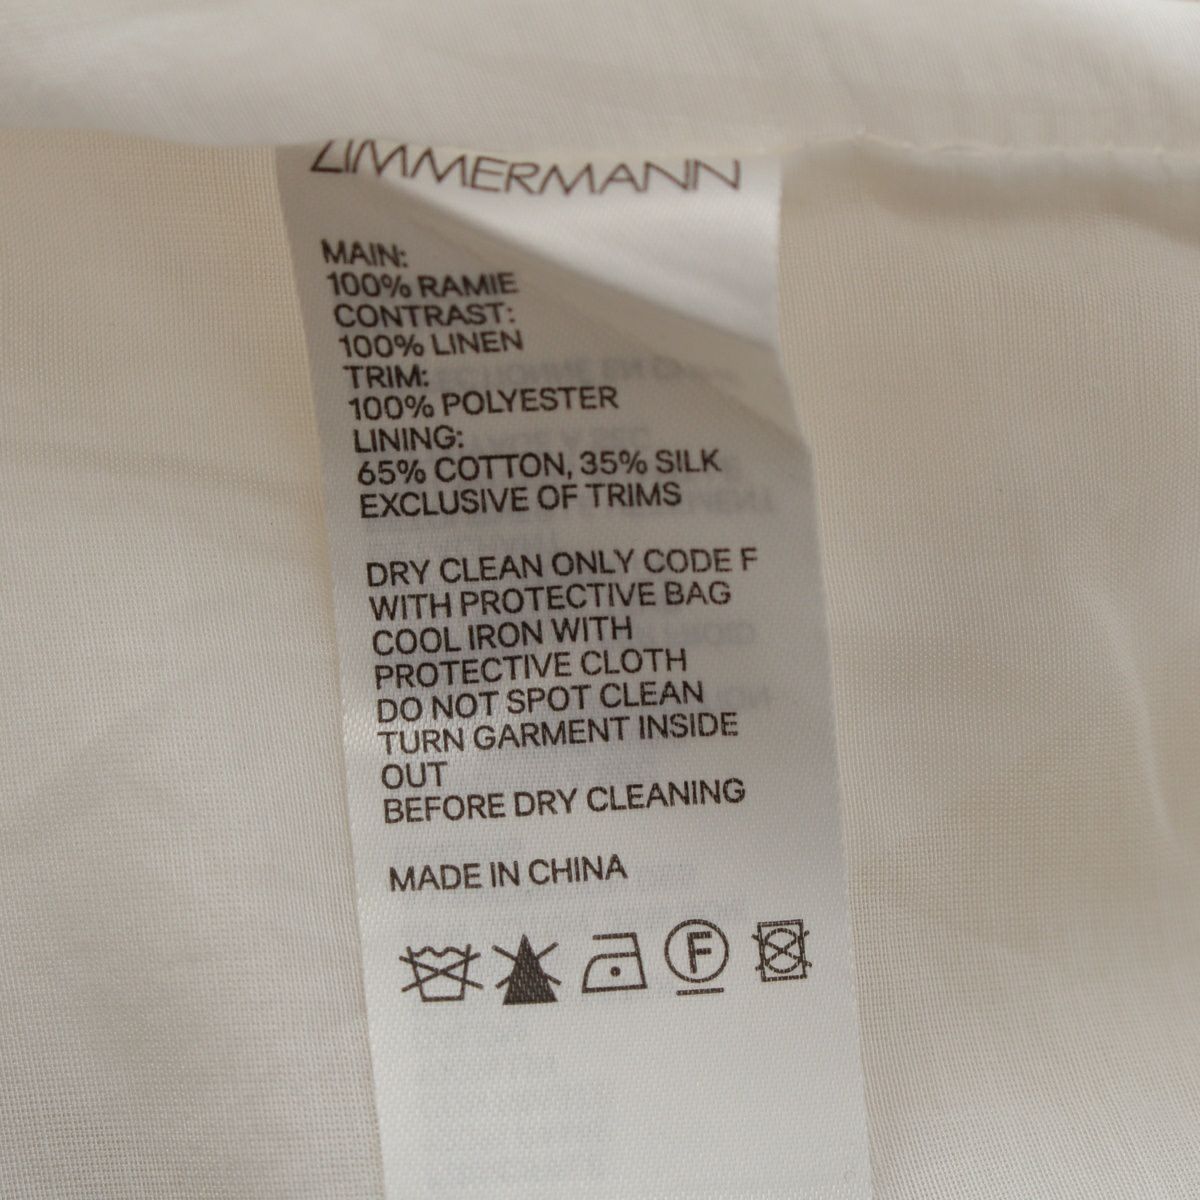 ZIMMERMANN
MAIN:
100% RAMIE
CONTRAST:
100% LINEN
TRIM:
100% POLYESTER
LINING:
65% COTTON, 35% SILK
EXCLUSIVE OF TRIMS
DRY CLEAN ONLY CODE F
WITH PROTECTIVE BAG
COOL IRON WITH
PROTECTIVE CLOTH
DO NOT SPOT CLEAN
TURN GARMENT INSIDE
OUT
BEFORE DRY CLEANING
MADE IN CHINA
F